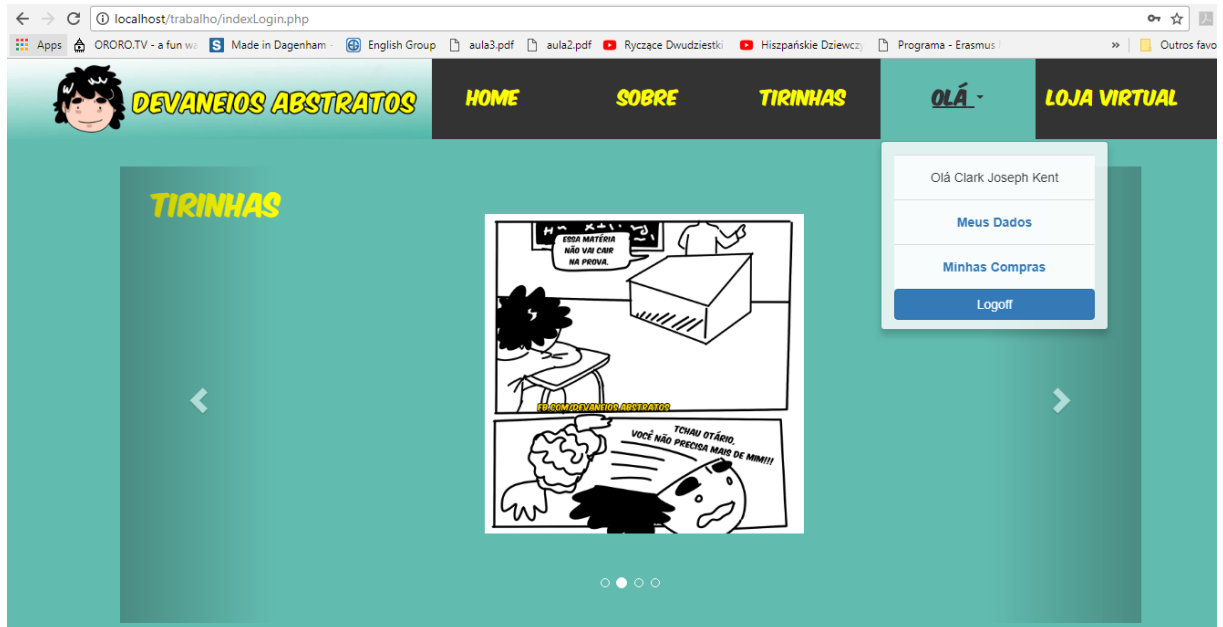 localhost/trabalho/indexLogin.php
Apps ORORO.TV - a fun wa Made in Dagenham - English Group aula3.pdf aula2.pdf Ryczące Dwudziestki Hiszpańskie Dziewczy Programa - Erasmus » Outros favo
DEVANEIOS ABSTRATOS HOME SOBRE TIRINHAS OLÁ LOJA VIRTUAL
Olá Clark Joseph Kent
Meus Dados
Minhas Compras
Logoff
TIRINHAS
ESSA MATÉRIA
NÃO VAI CAIR
NA PROVA.
FB.COM/DEVANEIOS.ABSTRATOS
TCHAU OTÁRIO,
VOCÊ NÃO PRECISA MAIS DE MIM!!!